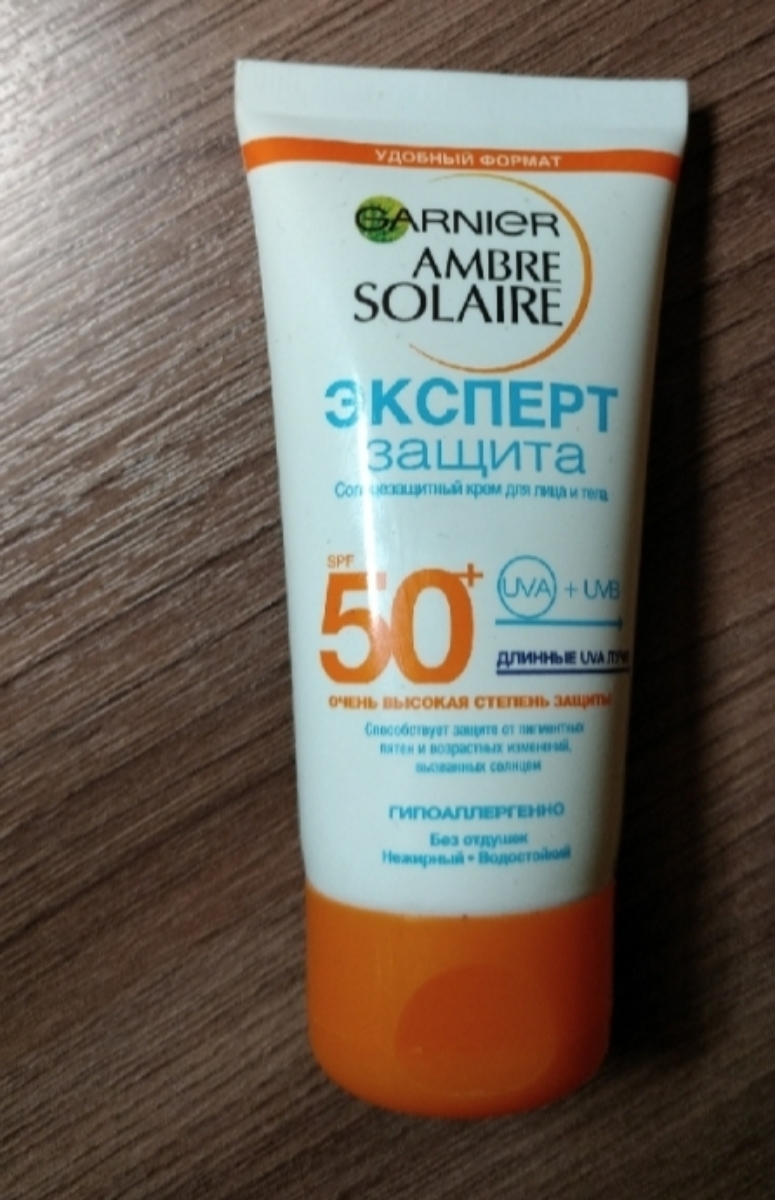 УДОБНЫЙ ФОРМАТ
GARNIER
AMBRE
SOLAIRE
ЭКСПЕРТ
защита
Солнцезащитный крем для лица и тела
SPF
50+
UVA + UVB
ДЛИННЫЕ UVA ЛУЧИ
ОЧЕНЬ ВЫСОКАЯ СТЕПЕНЬ ЗАЩИТЫ
Способствует защите от пигментных
пятен и возрастных изменений,
вызванных солнцем
ГИПОАЛЛЕРГЕННО
Без отдушек
Нежирный • Водостойкий